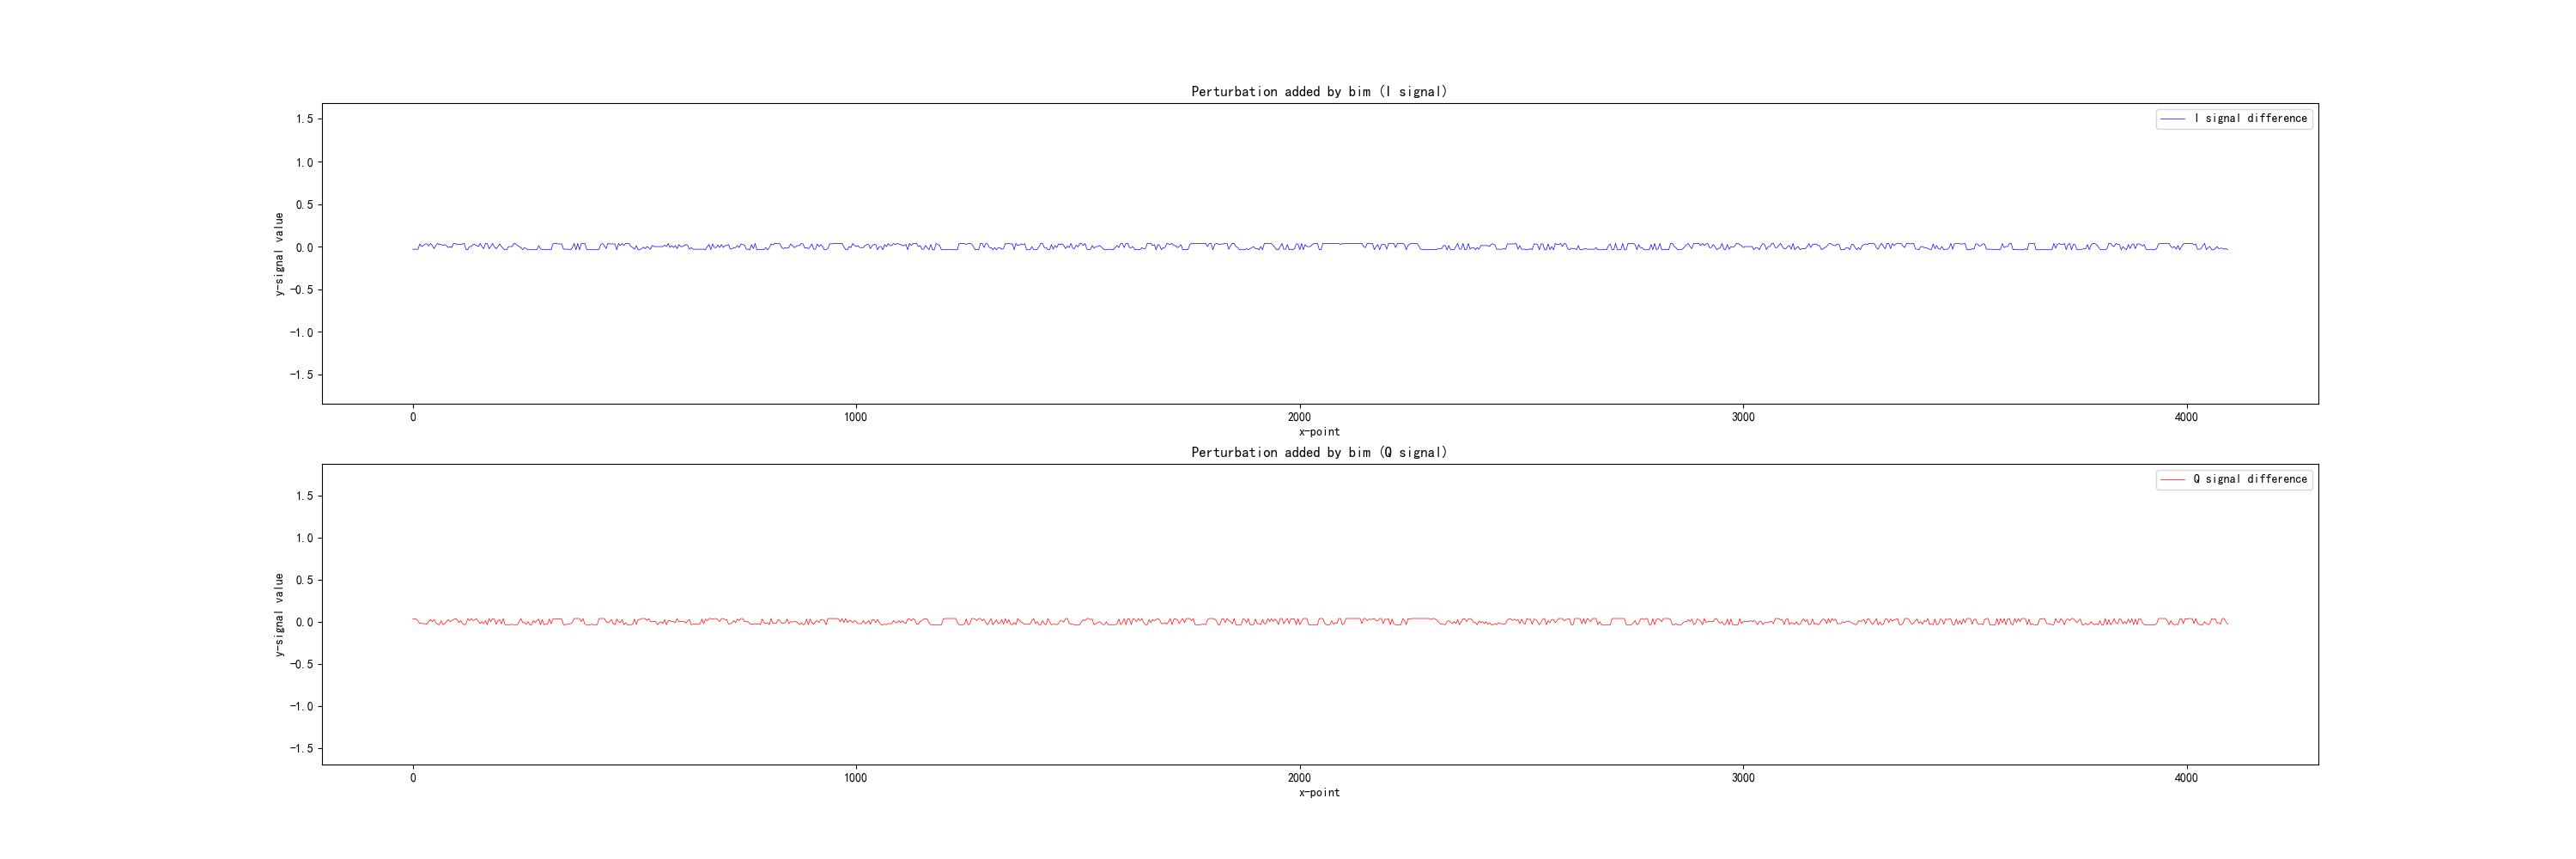 Perturbation added by bim (I signal)
I signal difference
y-signal value
1.5
1.0
0.5
0.0
-0.5
-1.0
-1.5
0 1000 2000 3000 4000
x-point
Perturbation added by bim (Q signal)
Q signal difference
y-signal value
1.5
1.0
0.5
0.0
-0.5
-1.0
-1.5
0 1000 2000 3000 4000
x-point